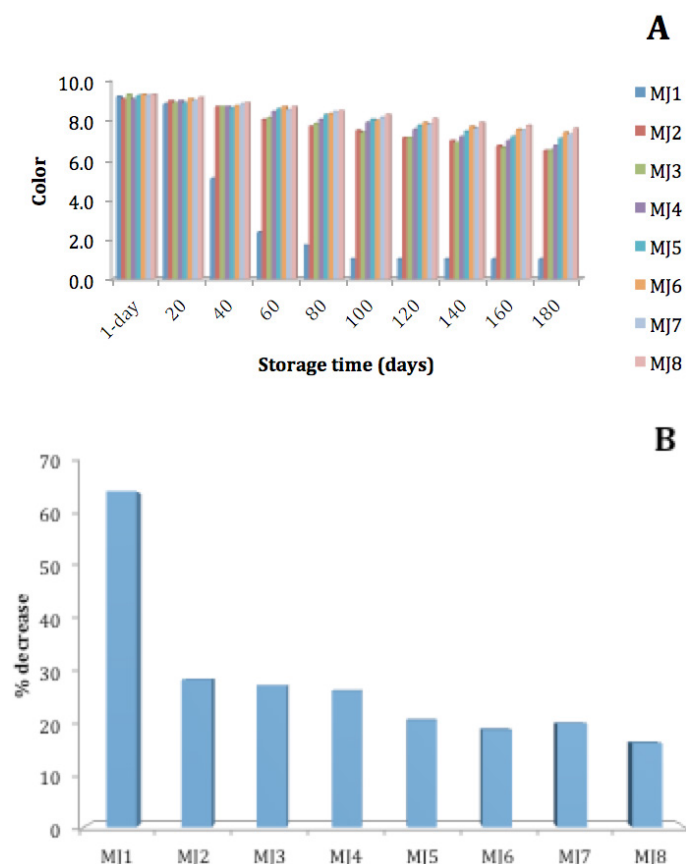 A
10.0
8.0
6.0
4.0
2.0
0.0
Color
1-day 20 40 60 80 100 120 140 160 180
Storage time (days)
MJ1
MJ2
MJ3
MJ4
MJ5
MJ6
MJ7
MJ8
B
70
60
50
40
30
20
10
0
% decrease
MJ1 MJ2 MJ3 MJ4 MJ5 MJ6 MJ7 MJ8